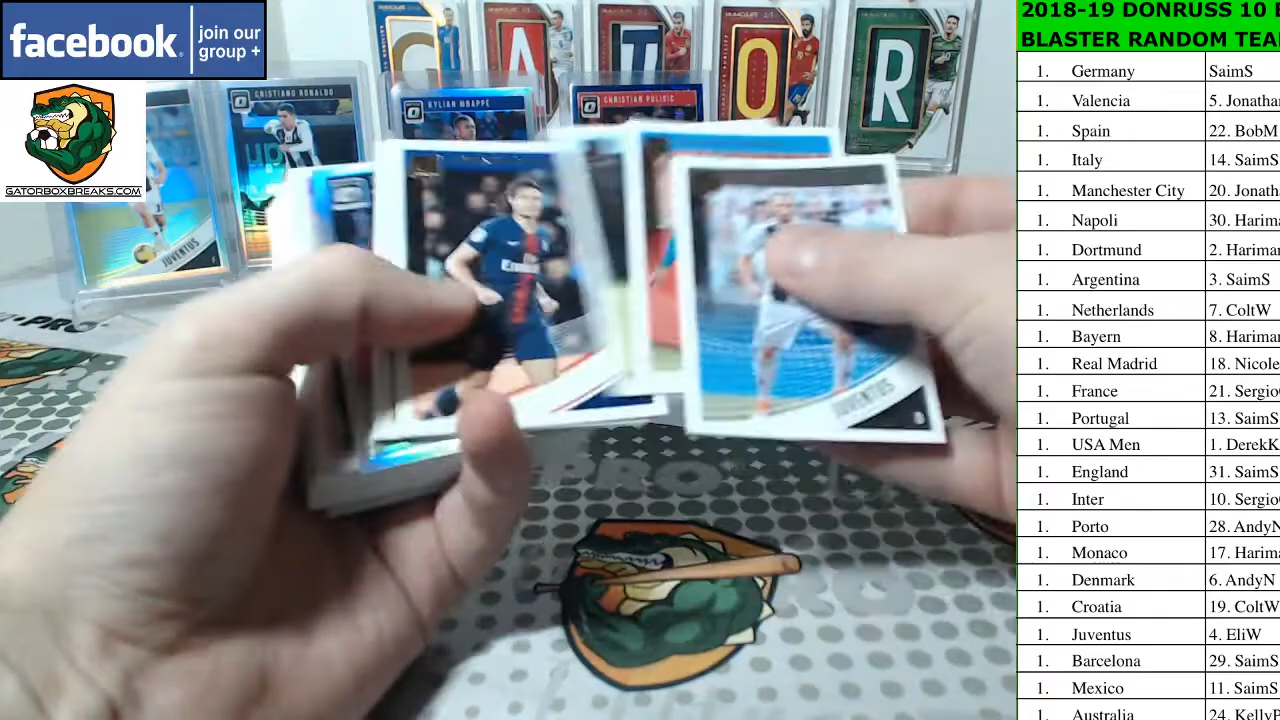 facebook
join our
group +
GATORBOXBREAKS.COM
CRISTIANO RONALDO
KYLIAN MBAPPÉ
CHRISTIAN PULISIC
JUVENTUS
A
T
O
R
JUVENTUS
PRO
2018-19 DONRUSS 10 B
BLASTER RANDOM TEA
1. Germany SaimS
1. Valencia 5. Jonatha
1. Spain 22. BobM
1. Italy 14. SaimS
1. Manchester City 20. Jonath
1. Napoli 30. Harima
1. Dortmund 2. Hariman
1. Argentina 3. SaimS
1. Netherlands 7. ColtW
1. Bayern 8. Hariman
1. Real Madrid 18. Nicole
1. France 21. Sergio
1. Portugal 13. SaimS
1. USA Men 1. DerekK
1. England 31. SaimS
1. Inter 10. Sergio
1. Porto 28. AndyN
1. Monaco 17. Harima
1. Denmark 6. AndyN
1. Croatia 19. ColtW
1. Juventus 4. EliW
1. Barcelona 29. SaimS
1. Mexico 11. SaimS
1. Australia 24. KellyP